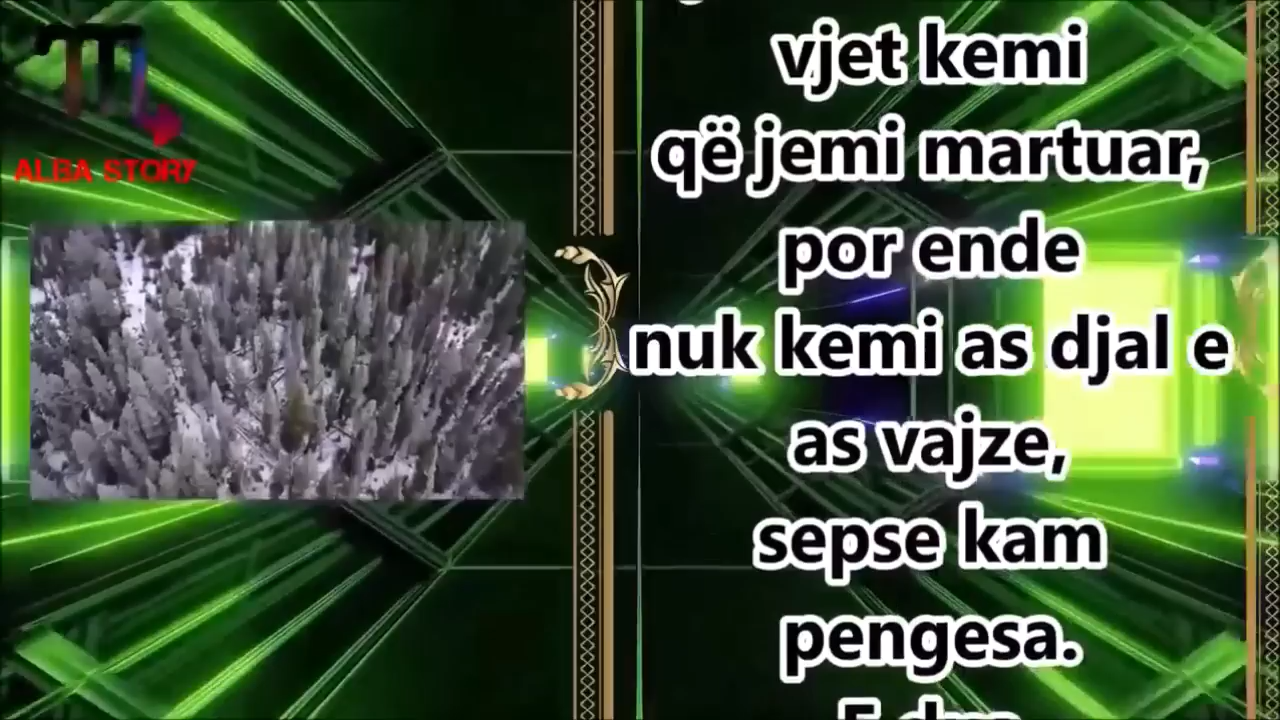 ALBA STORY
vjet kemi
që jemi martuar,
por ende
nuk kemi as djal e
as vajze,
sepse kam
pengesa.